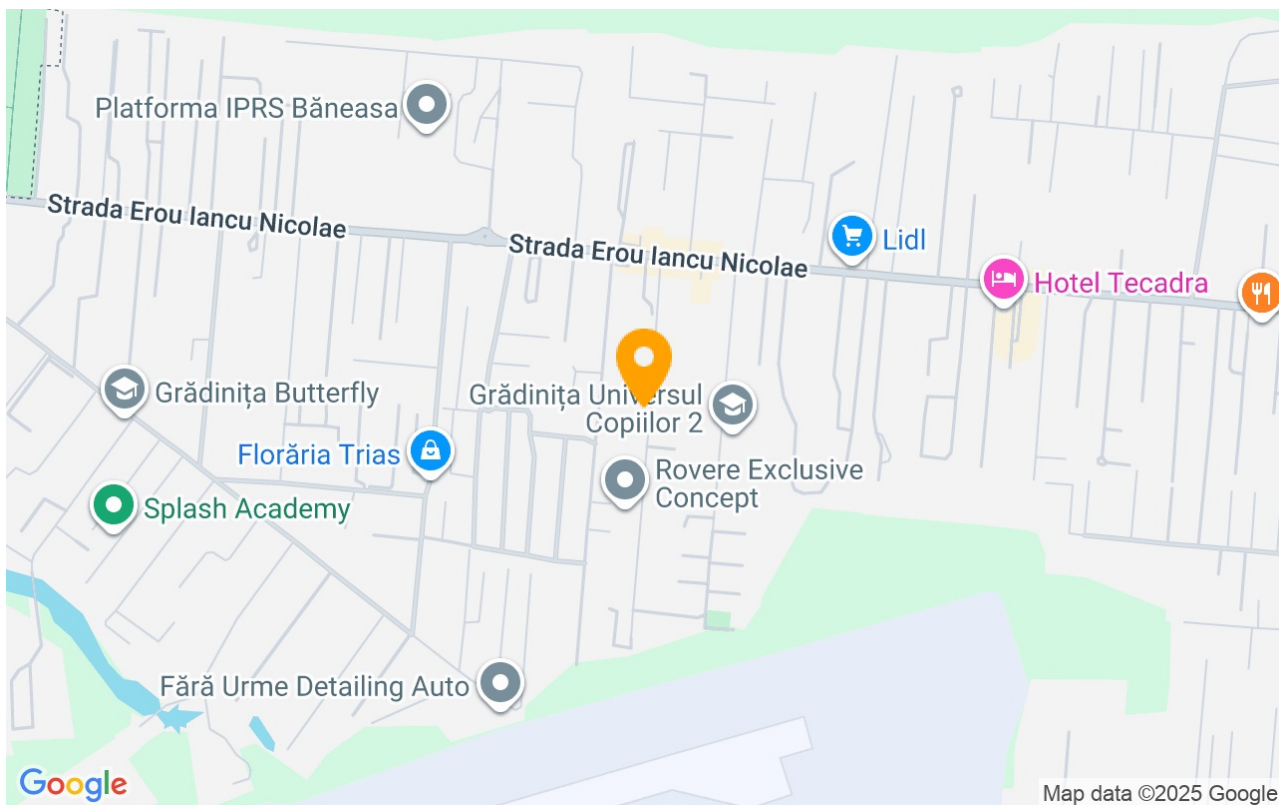 Platforma IPRS Băneasa
Strada Erou Iancu Nicolae
Strada Erou Iancu Nicolae
Lidl
Hotel Tecadra
Grădinița Butterfly
Grădinița Universul
Copiilor 2
Florăria Trias
Rovere Exclusive
Concept
Splash Academy
Fără Urme Detailing Auto
Google
Map data ©2025 Google